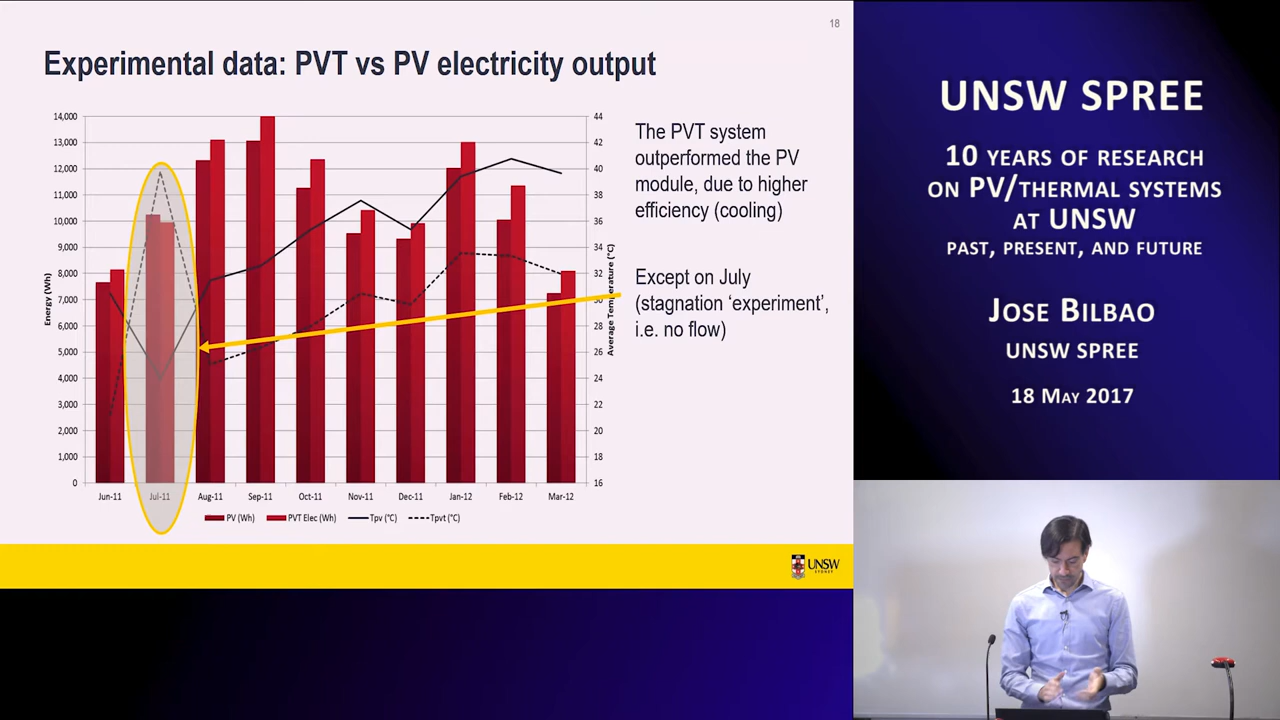 18
Experimental data: PVT vs PV electricity output
14,000
13,000
12,000
11,000
10,000
9,000
8,000
7,000
6,000
5,000
4,000
3,000
2,000
1,000
0
Energy (Wh)
44
42
40
38
36
34
32
30
28
26
24
22
20
18
16
Average Temperature (°C)
Jun-11 Jul-11 Aug-11 Sep-11 Oct-11 Nov-11 Dec-11 Jan-12 Feb-12 Mar-12
PV (Wh) PVT Elec (Wh) Tpv (°C) Tpvt (°C)
The PVT system
outperformed the PV
module, due to higher
efficiency (cooling)
Except on July
(stagnation ‘experiment’,
i.e. no flow)
UNSW
SYDNEY
UNSW SPREE
10 YEARS OF RESEARCH
ON PV/THERMAL SYSTEMS
AT UNSW
PAST, PRESENT, AND FUTURE
JOSE BILBAO
UNSW SPREE
18 MAY 2017